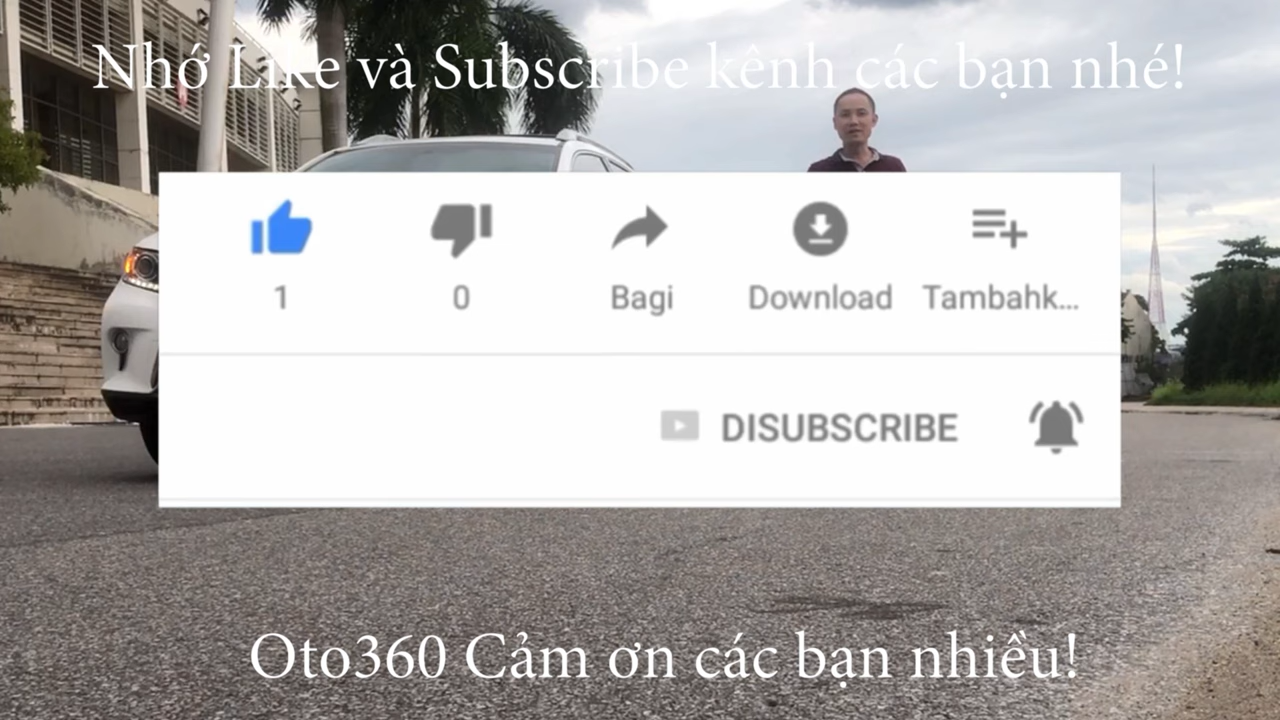 Nhớ Like và Subscribe kênh các bạn nhé!
1 0 Bagi Download Tambahk...
DISUBSCRIBE
Oto360 Cảm ơn các bạn nhiều!